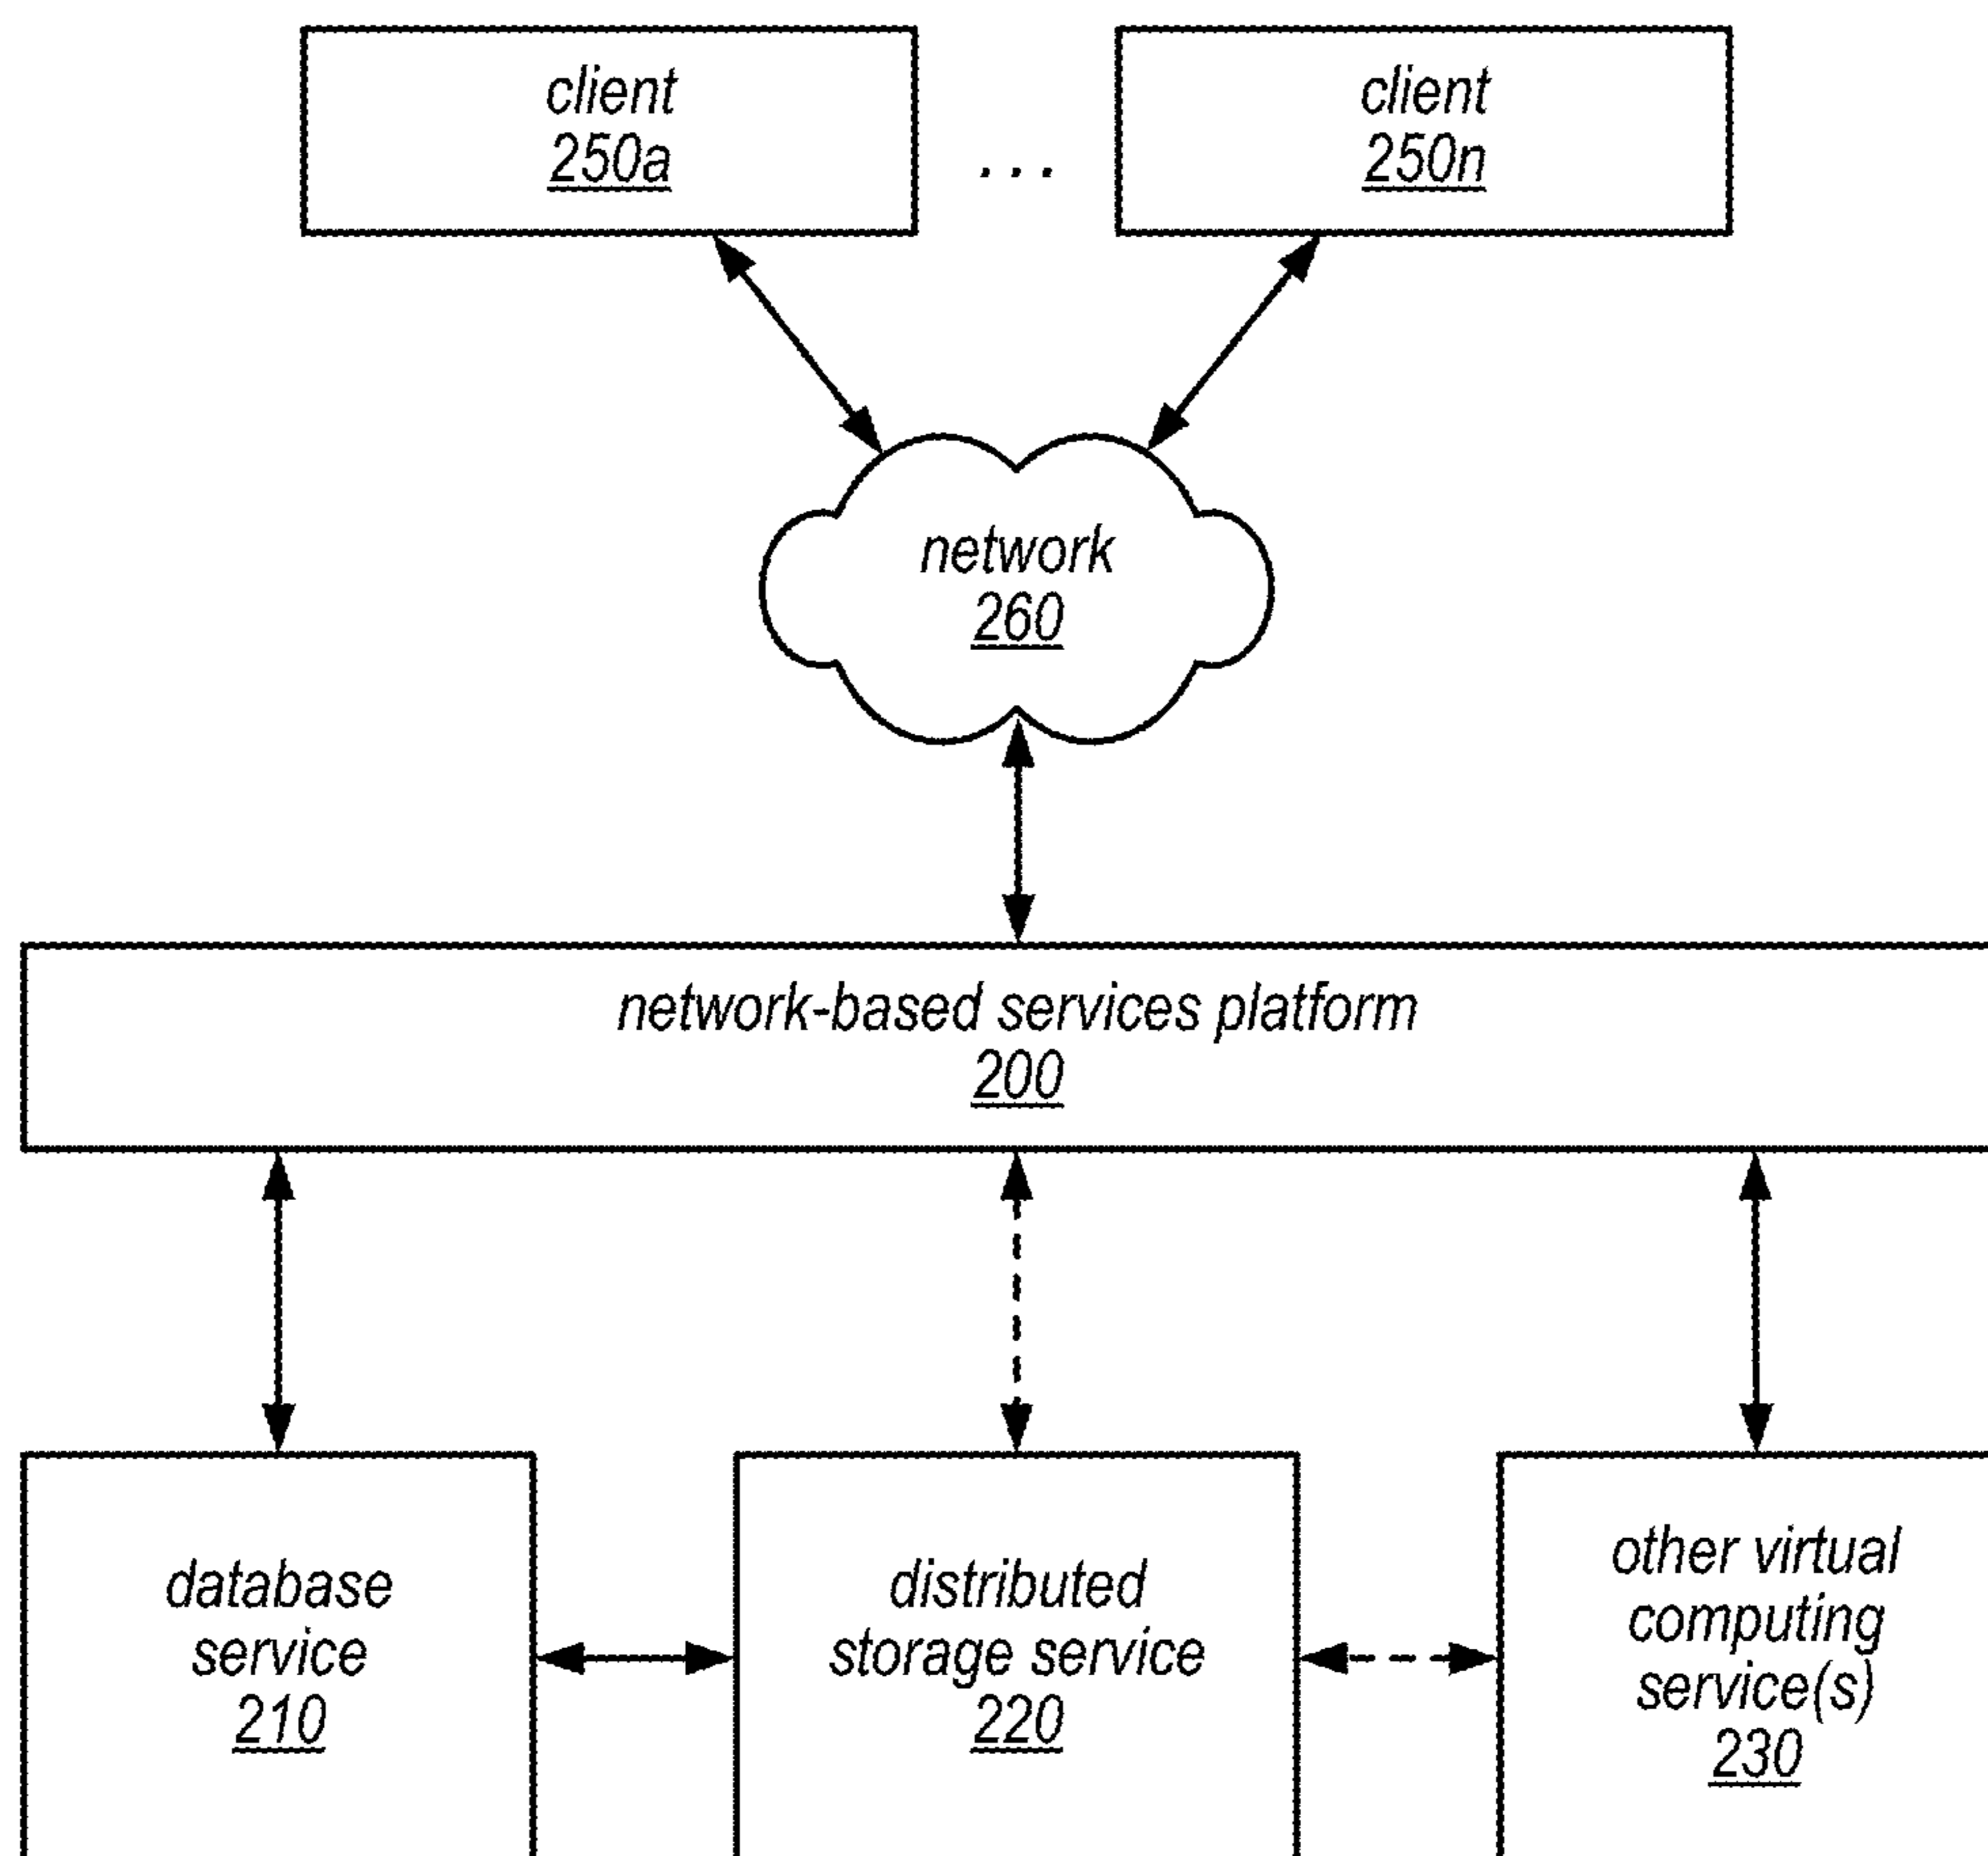 client
250a
...
client
250n
network
260
network-based services platform
200
database
service
210
distributed
storage service
220
other virtual
computing
service(s)
230